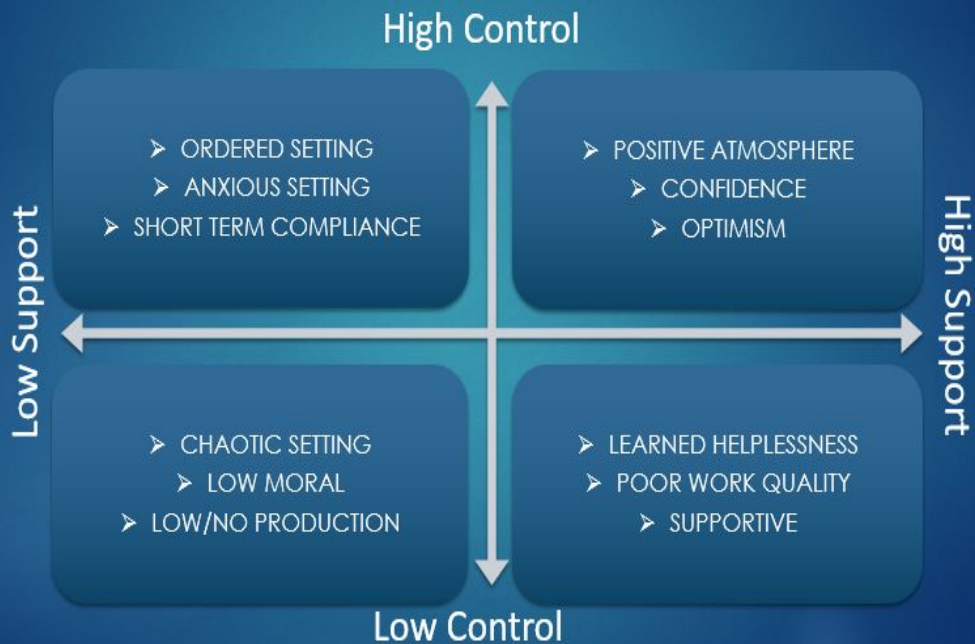 High Control
➢ ORDERED SETTING
➢ ANXIOUS SETTING
➢ SHORT TERM COMPLIANCE
➢ POSITIVE ATMOSPHERE
➢ CONFIDENCE
➢ OPTIMISM
Low Support
High Support
➢ CHAOTIC SETTING
➢ LOW MORAL
➢ LOW/NO PRODUCTION
➢ LEARNED HELPLESSNESS
➢ POOR WORK QUALITY
➢ SUPPORTIVE
Low Control